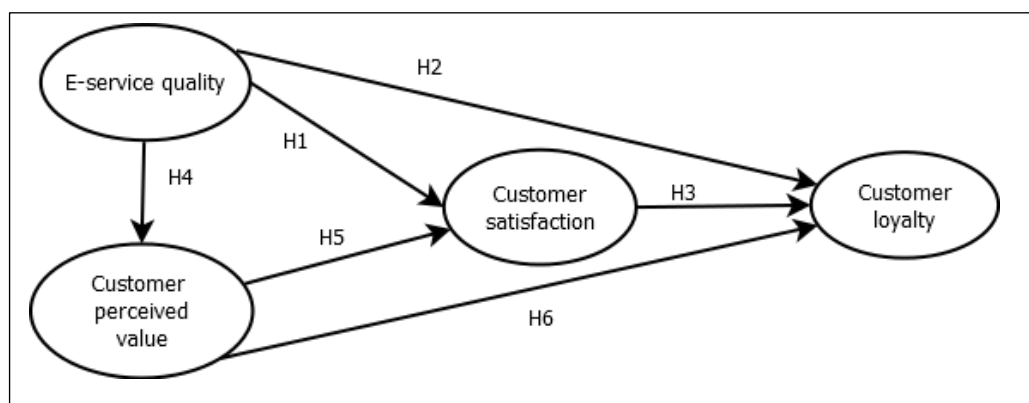 E-service quality
H2
H1
H4
Customer
satisfaction
H3
Customer
loyalty
H5
Customer
perceived
value
H6